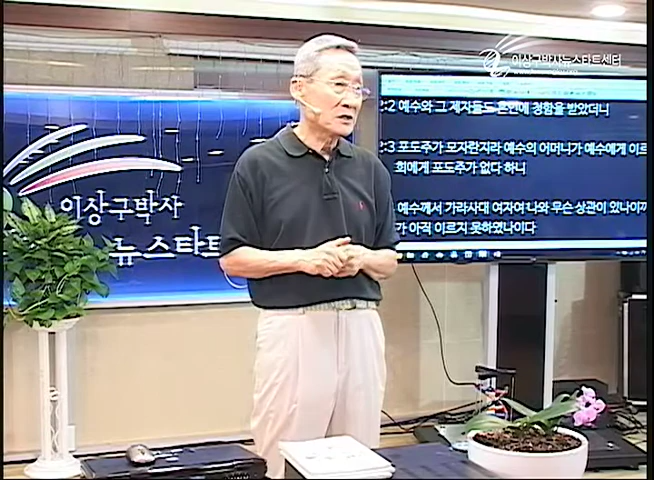 이상구박사뉴스타트센터
2:2 예수와 그 제자들도 혼인에 청함을 받았더니
2:3 포도주가 모자란지라 예수의 어머니가 예수에게 이르
회에게 포도주가 없다 하니
예수께서 가라사대 여자여 나와 무슨 상관이 있나이까
가 아직 이르지 못하였나이다
이상구박사
뉴스타트